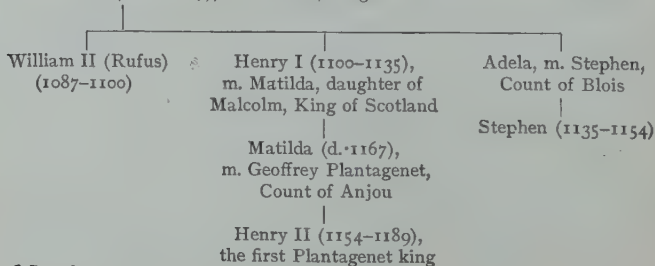 William II (Rufus)
(1087–1100)
Henry I (1100–1135),
m. Matilda, daughter of
Malcolm, King of Scotland
Adela, m. Stephen,
Count of Blois
Stephen (1135–1154)
Matilda (d. 1167),
m. Geoffrey Plantagenet,
Count of Anjou
Henry II (1154–1189),
the first Plantagenet king